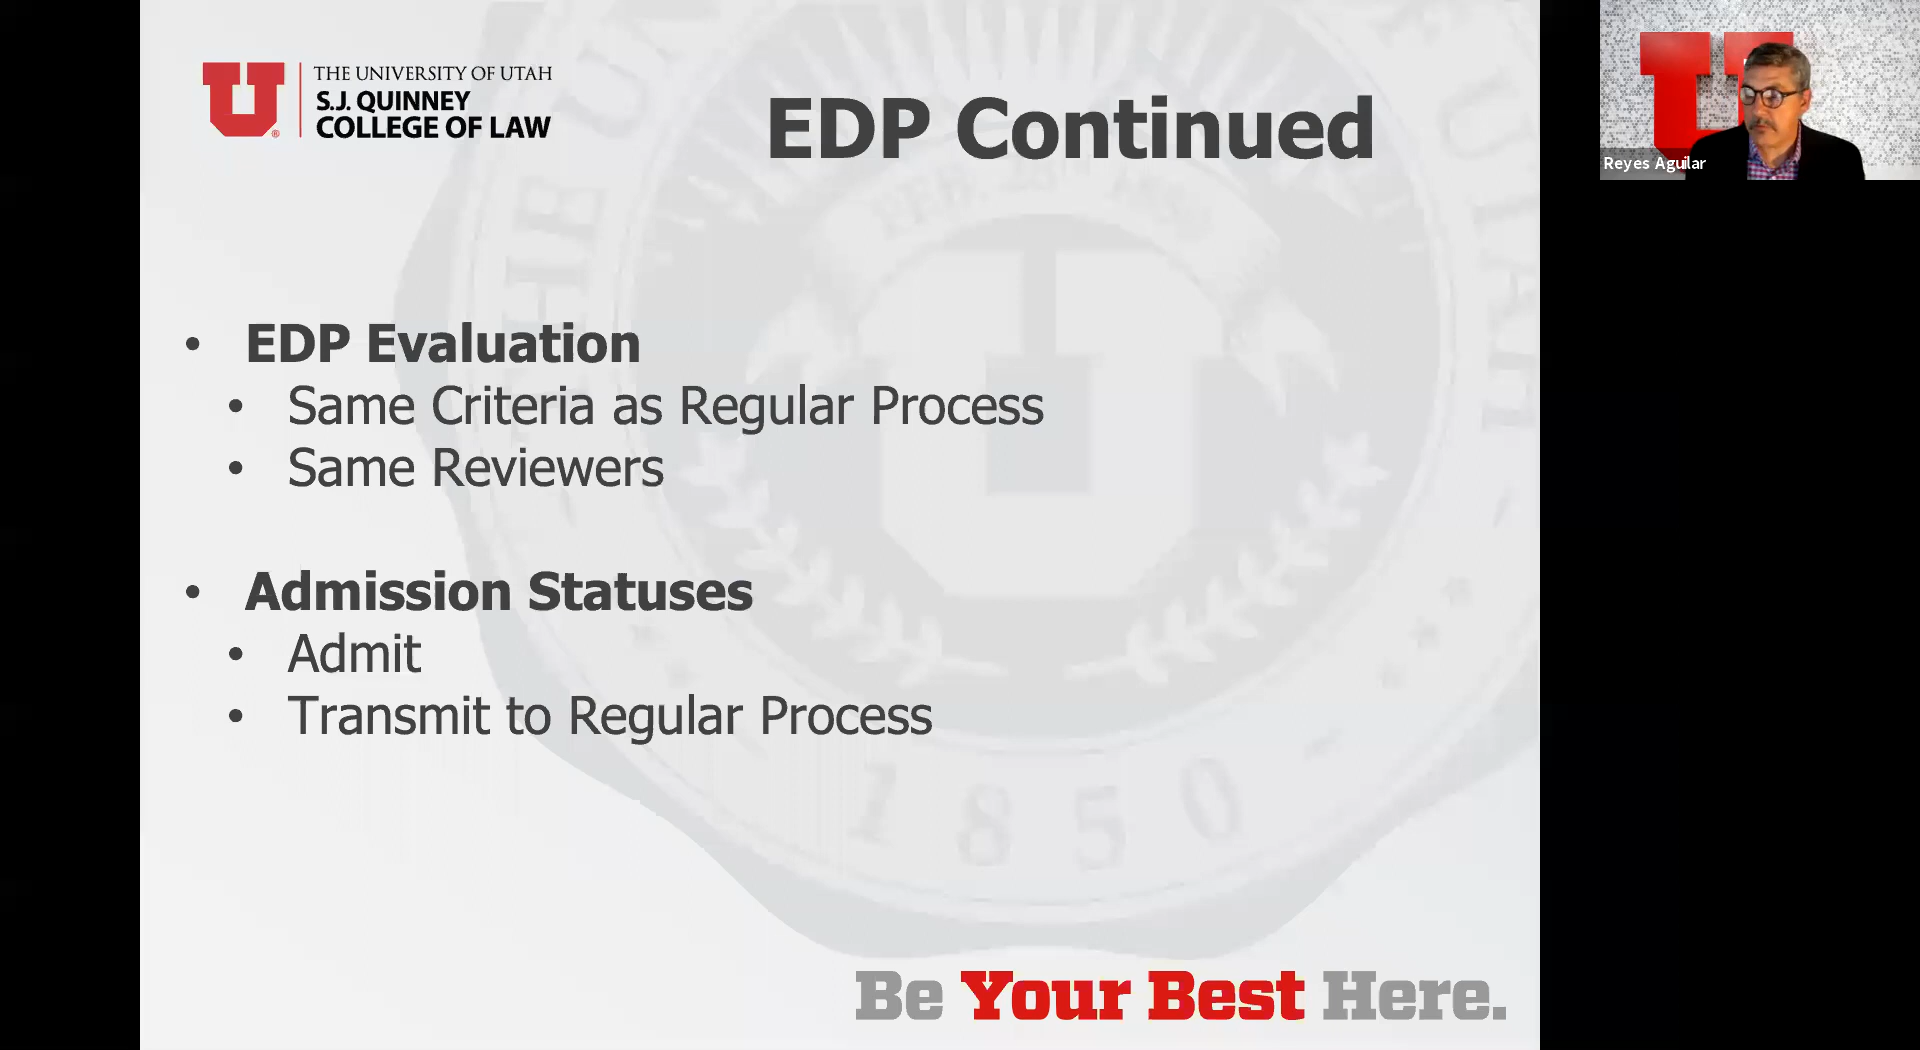 THE UNIVERSITY OF UTAH
S.J. QUINNEY
COLLEGE OF LAW
EDP Continued
Reyes Aguilar
• EDP Evaluation
• Same Criteria as Regular Process
• Same Reviewers
• Admission Statuses
• Admit
• Transmit to Regular Process
1850
Be Your Best Here.